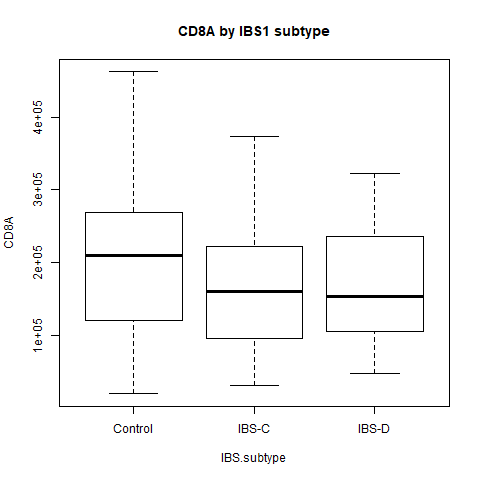 CD8A by IBS1 subtype
4e+05
3e+05
2e+05
1e+05
CD8A
Control
IBS-C
IBS-D
IBS.subtype